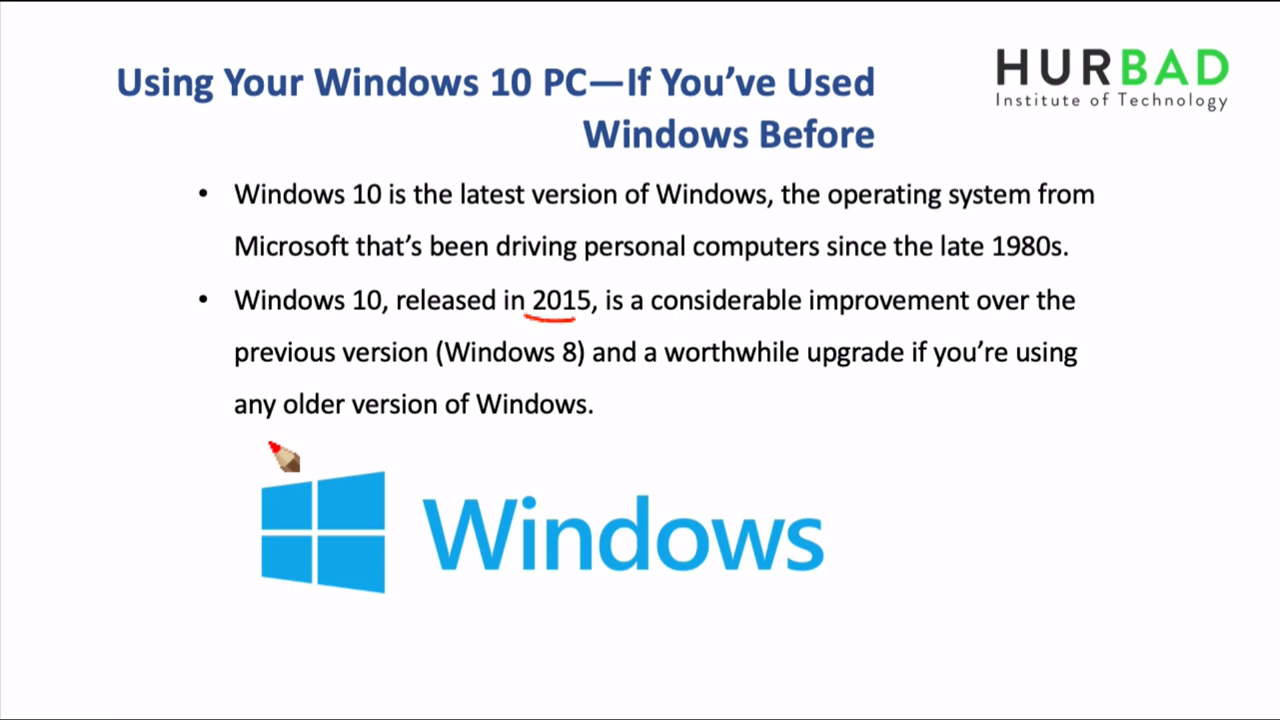 Using Your Windows 10 PC—If You’ve Used
Windows Before
HURBAD
Institute of Technology
• Windows 10 is the latest version of Windows, the operating system from
Microsoft that’s been driving personal computers since the late 1980s.
• Windows 10, released in 2015, is a considerable improvement over the
previous version (Windows 8) and a worthwhile upgrade if you’re using
any older version of Windows.
Windows